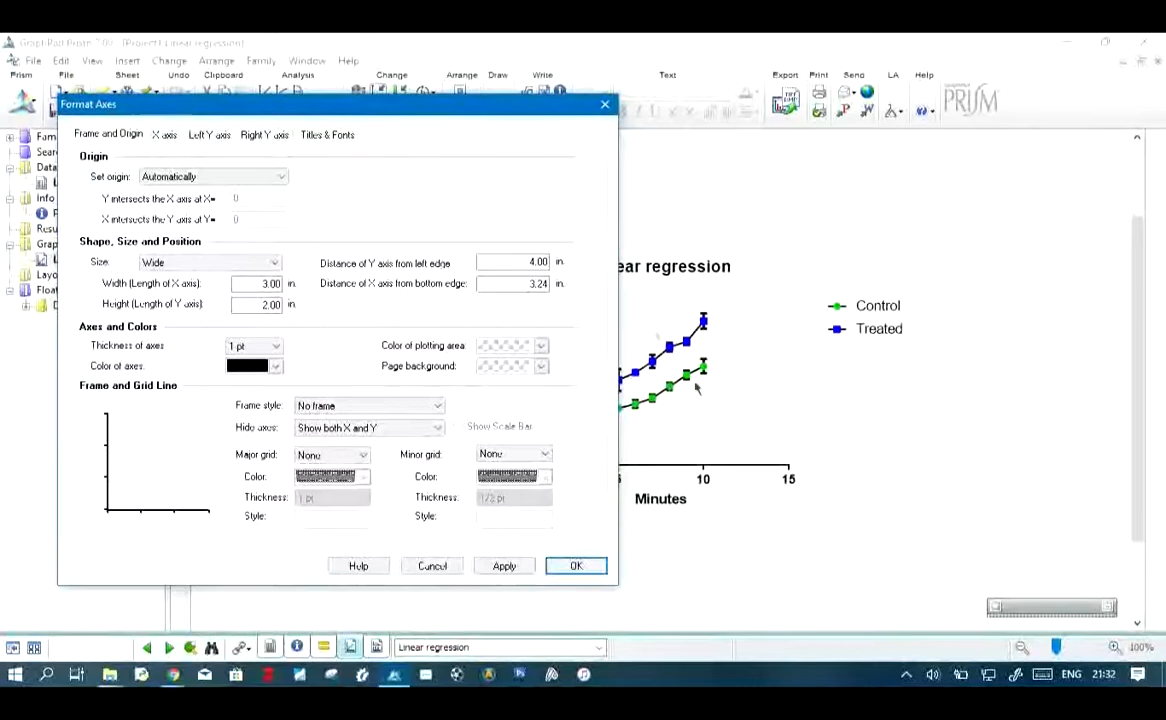 File Edit View Insert Change Arrange Family Window Help
Prism File Sheet Undo Clipboard Analysis Change Arrange Draw Write Text Export Print Send LA Help
PRISM
Format Axes
Frame and Origin X axis Left Y axis Right Y axis Titles & Fonts
Origin
Set origin: Automatically
Y intersects the X axis at X= 0
X intersects the Y axis at Y= 0
Shape, Size and Position
Size: Wide Distance of Y axis from left edge 4.00 in.
Width (Length of X axis): 3.00 in. Distance of X axis from bottom edge: 3.24 in.
Height (Length of Y axis): 2.00 in.
Axes and Colors
Thickness of axes 1 pt Color of plotting area:
Color of axes: Page background:
Frame and Grid Line
Frame style: No frame
Hide axes: Show both X and Y Show Scale Bar
Major grid: None Minor grid: None
Color: Color:
Thickness: 1 pt Thickness: 1/2 pt
Style: Style:
Help Cancel Apply OK
Fam
Sear
Data
Info
Resu
Grap
Layo
Float
ear regression
Control
Treated
10 15
Minutes
Linear regression
100%
ENG 21:32